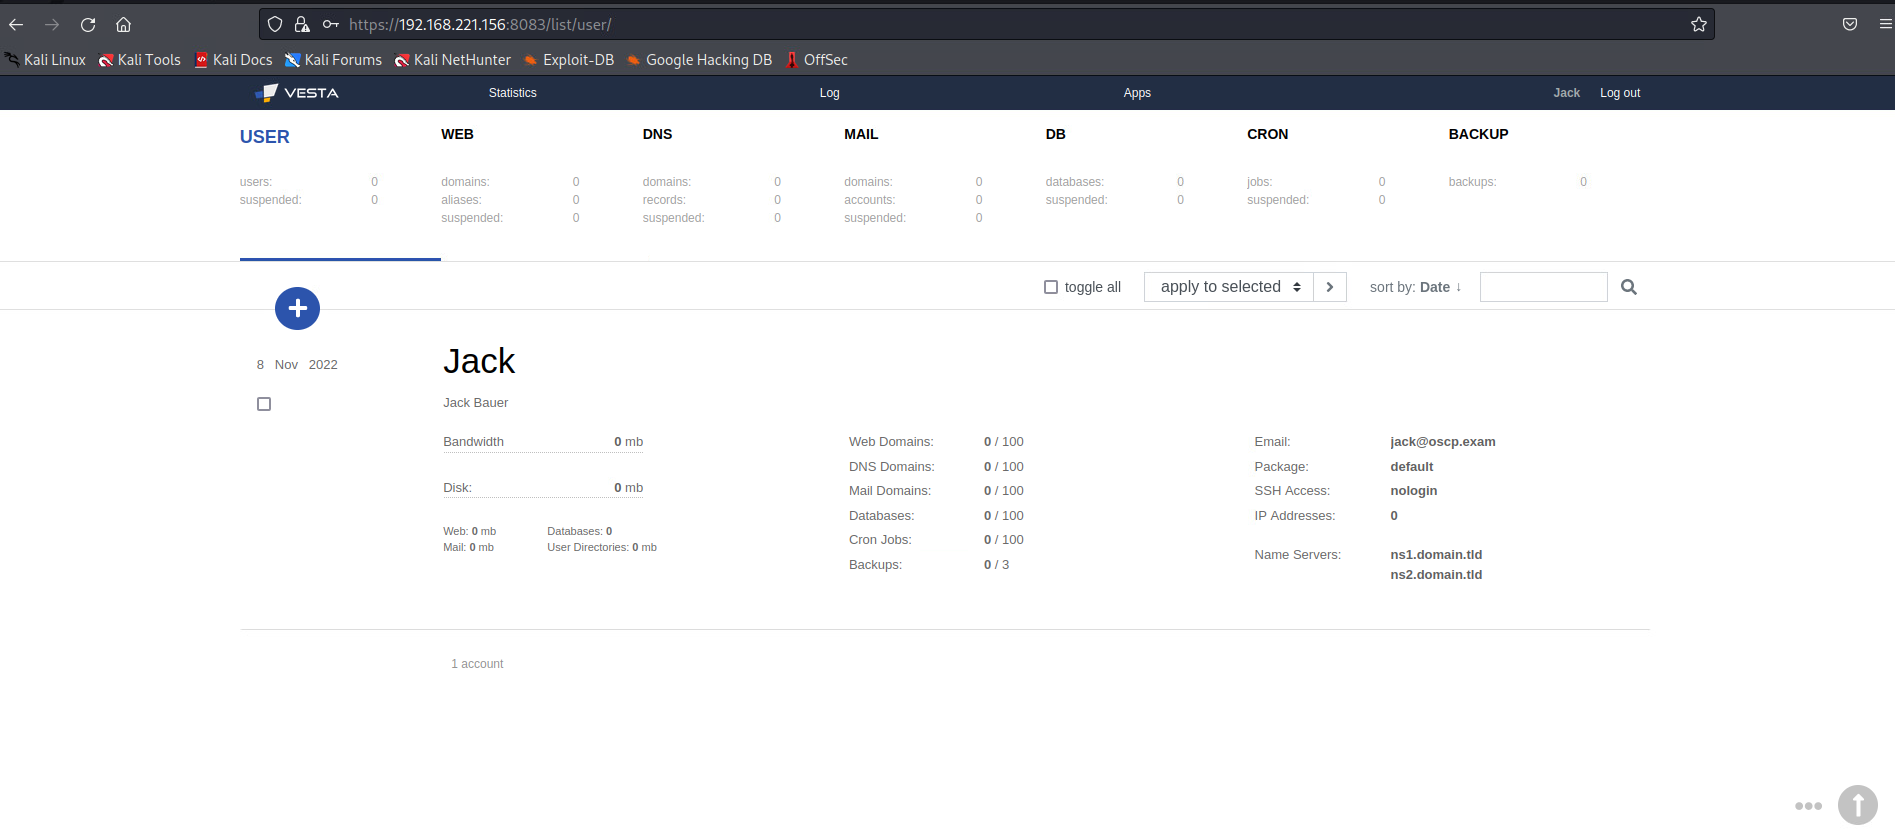 https://192.168.221.156:8083/list/user/
Kali Linux Kali Tools Kali Docs Kali Forums Kali NetHunter Exploit-DB Google Hacking DB OffSec
VESTA Statistics Log Apps Jack Log out
USER WEB DNS MAIL DB CRON BACKUP
users: 0 domains: 0 domains: 0 domains: 0 databases: 0 jobs: 0 backups: 0
suspended: 0 aliases: 0 records: 0 accounts: 0 suspended: 0 suspended: 0
suspended: 0 suspended: 0 suspended: 0
toggle all apply to selected sort by: Date ↓
8 Nov 2022 Jack
Jack Bauer
Bandwidth 0 mb Web Domains: 0 / 100 Email: jack@oscp.exam
DNS Domains: 0 / 100 Package: default
Disk: 0 mb Mail Domains: 0 / 100 SSH Access: nologin
Databases: 0 / 100 IP Addresses: 0
Web: 0 mb Databases: 0
Cron Jobs: 0 / 100
Mail: 0 mb User Directories: 0 mb
Name Servers: ns1.domain.tld
Backups: 0 / 3
ns2.domain.tld
1 account